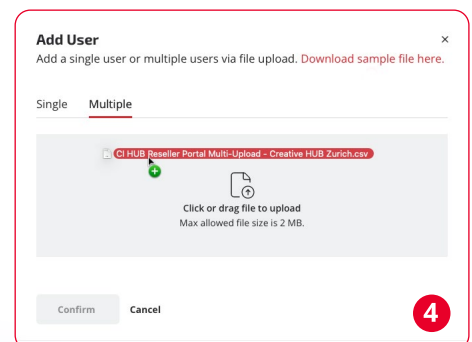 Add User
×
Add a single user or multiple users via file upload. Download sample file here.
Single Multiple
CI HUB Reseller Portal Multi-Upload - Creative HUB Zurich.csv
Click or drag file to upload
Max allowed file size is 2 MB.
Confirm Cancel
4